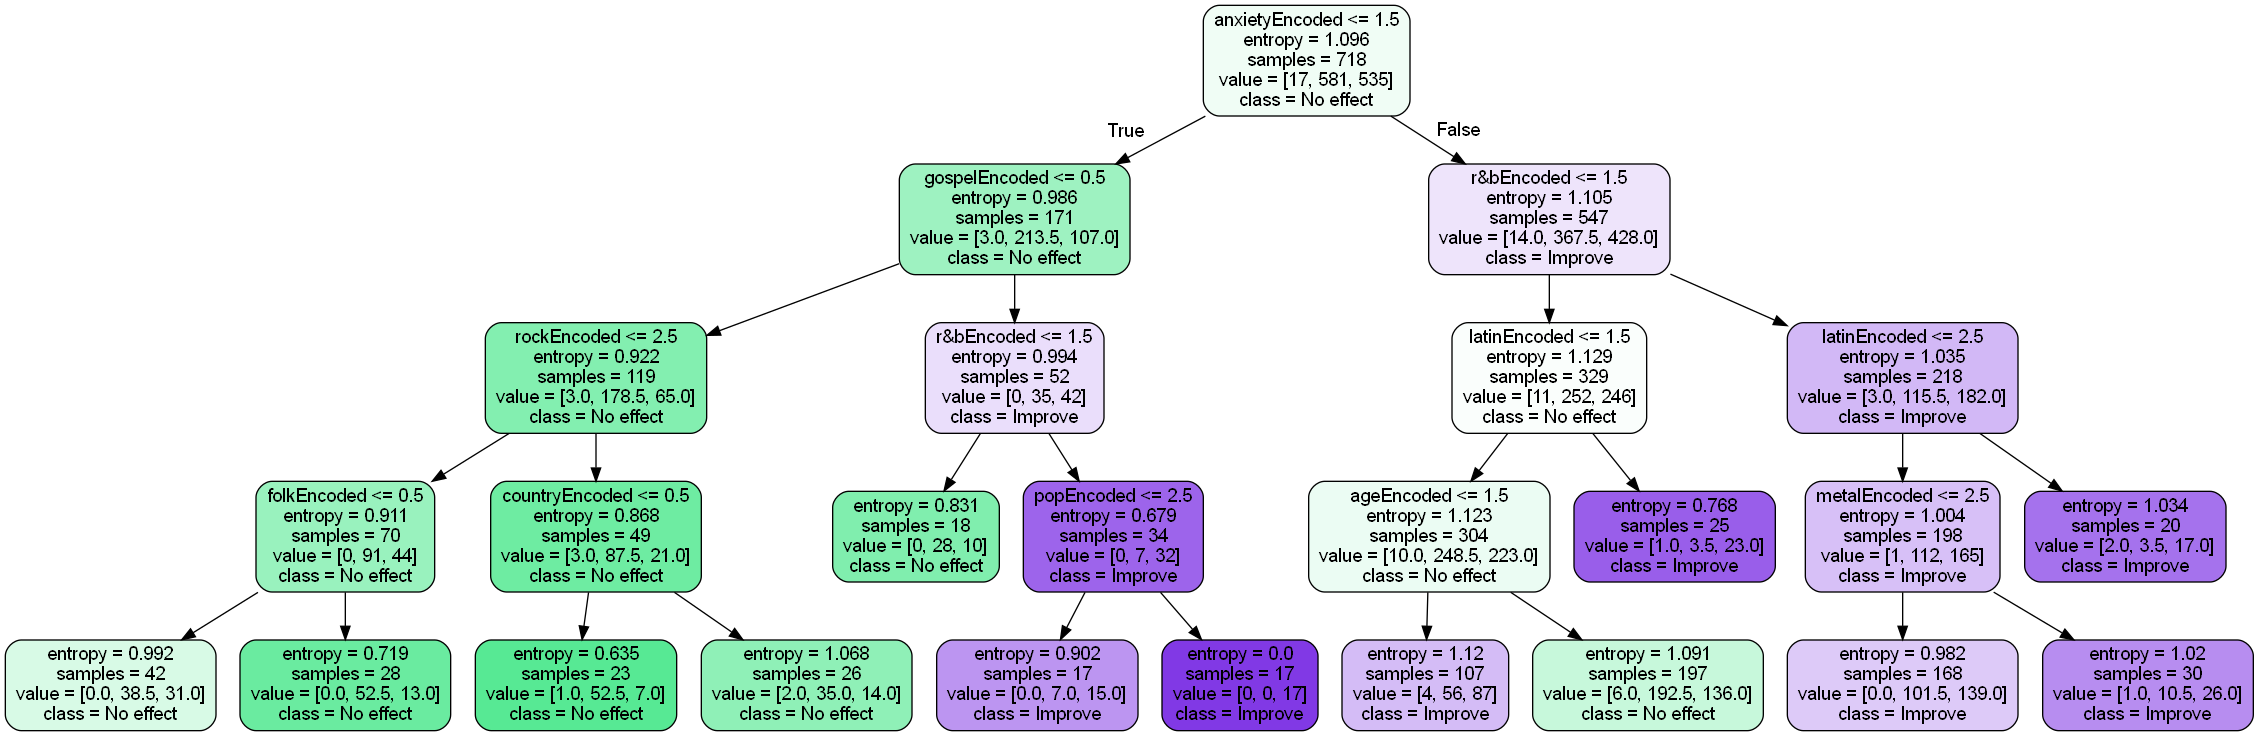 anxietyEncoded <= 1.5
entropy = 1.096
samples = 718
value = [17, 581, 535]
class = No effect
True
False
gospelEncoded <= 0.5
entropy = 0.986
samples = 171
value = [3.0, 213.5, 107.0]
class = No effect
r&bEncoded <= 1.5
entropy = 1.105
samples = 547
value = [14.0, 367.5, 428.0]
class = Improve
rockEncoded <= 2.5
entropy = 0.922
samples = 119
value = [3.0, 178.5, 65.0]
class = No effect
r&bEncoded <= 1.5
entropy = 0.994
samples = 52
value = [0, 35, 42]
class = Improve
latinEncoded <= 1.5
entropy = 1.129
samples = 329
value = [11, 252, 246]
class = No effect
latinEncoded <= 2.5
entropy = 1.035
samples = 218
value = [3.0, 115.5, 182.0]
class = Improve
folkEncoded <= 0.5
entropy = 0.911
samples = 70
value = [0, 91, 44]
class = No effect
countryEncoded <= 0.5
entropy = 0.868
samples = 49
value = [3.0, 87.5, 21.0]
class = No effect
entropy = 0.831
samples = 18
value = [0, 28, 10]
class = No effect
popEncoded <= 2.5
entropy = 0.679
samples = 34
value = [0, 7, 32]
class = Improve
ageEncoded <= 1.5
entropy = 1.123
samples = 304
value = [10.0, 248.5, 223.0]
class = No effect
entropy = 0.768
samples = 25
value = [1.0, 3.5, 23.0]
class = Improve
metalEncoded <= 2.5
entropy = 1.004
samples = 198
value = [1, 112, 165]
class = Improve
entropy = 1.034
samples = 20
value = [2.0, 3.5, 17.0]
class = Improve
entropy = 0.992
samples = 42
value = [0.0, 38.5, 31.0]
class = No effect
entropy = 0.719
samples = 28
value = [0.0, 52.5, 13.0]
class = No effect
entropy = 0.635
samples = 23
value = [1.0, 52.5, 7.0]
class = No effect
entropy = 1.068
samples = 26
value = [2.0, 35.0, 14.0]
class = No effect
entropy = 0.902
samples = 17
value = [0.0, 7.0, 15.0]
class = Improve
entropy = 0.0
samples = 17
value = [0, 0, 17]
class = Improve
entropy = 1.12
samples = 107
value = [4, 56, 87]
class = Improve
entropy = 1.091
samples = 197
value = [6.0, 192.5, 136.0]
class = No effect
entropy = 0.982
samples = 168
value = [0.0, 101.5, 139.0]
class = Improve
entropy = 1.02
samples = 30
value = [1.0, 10.5, 26.0]
class = Improve